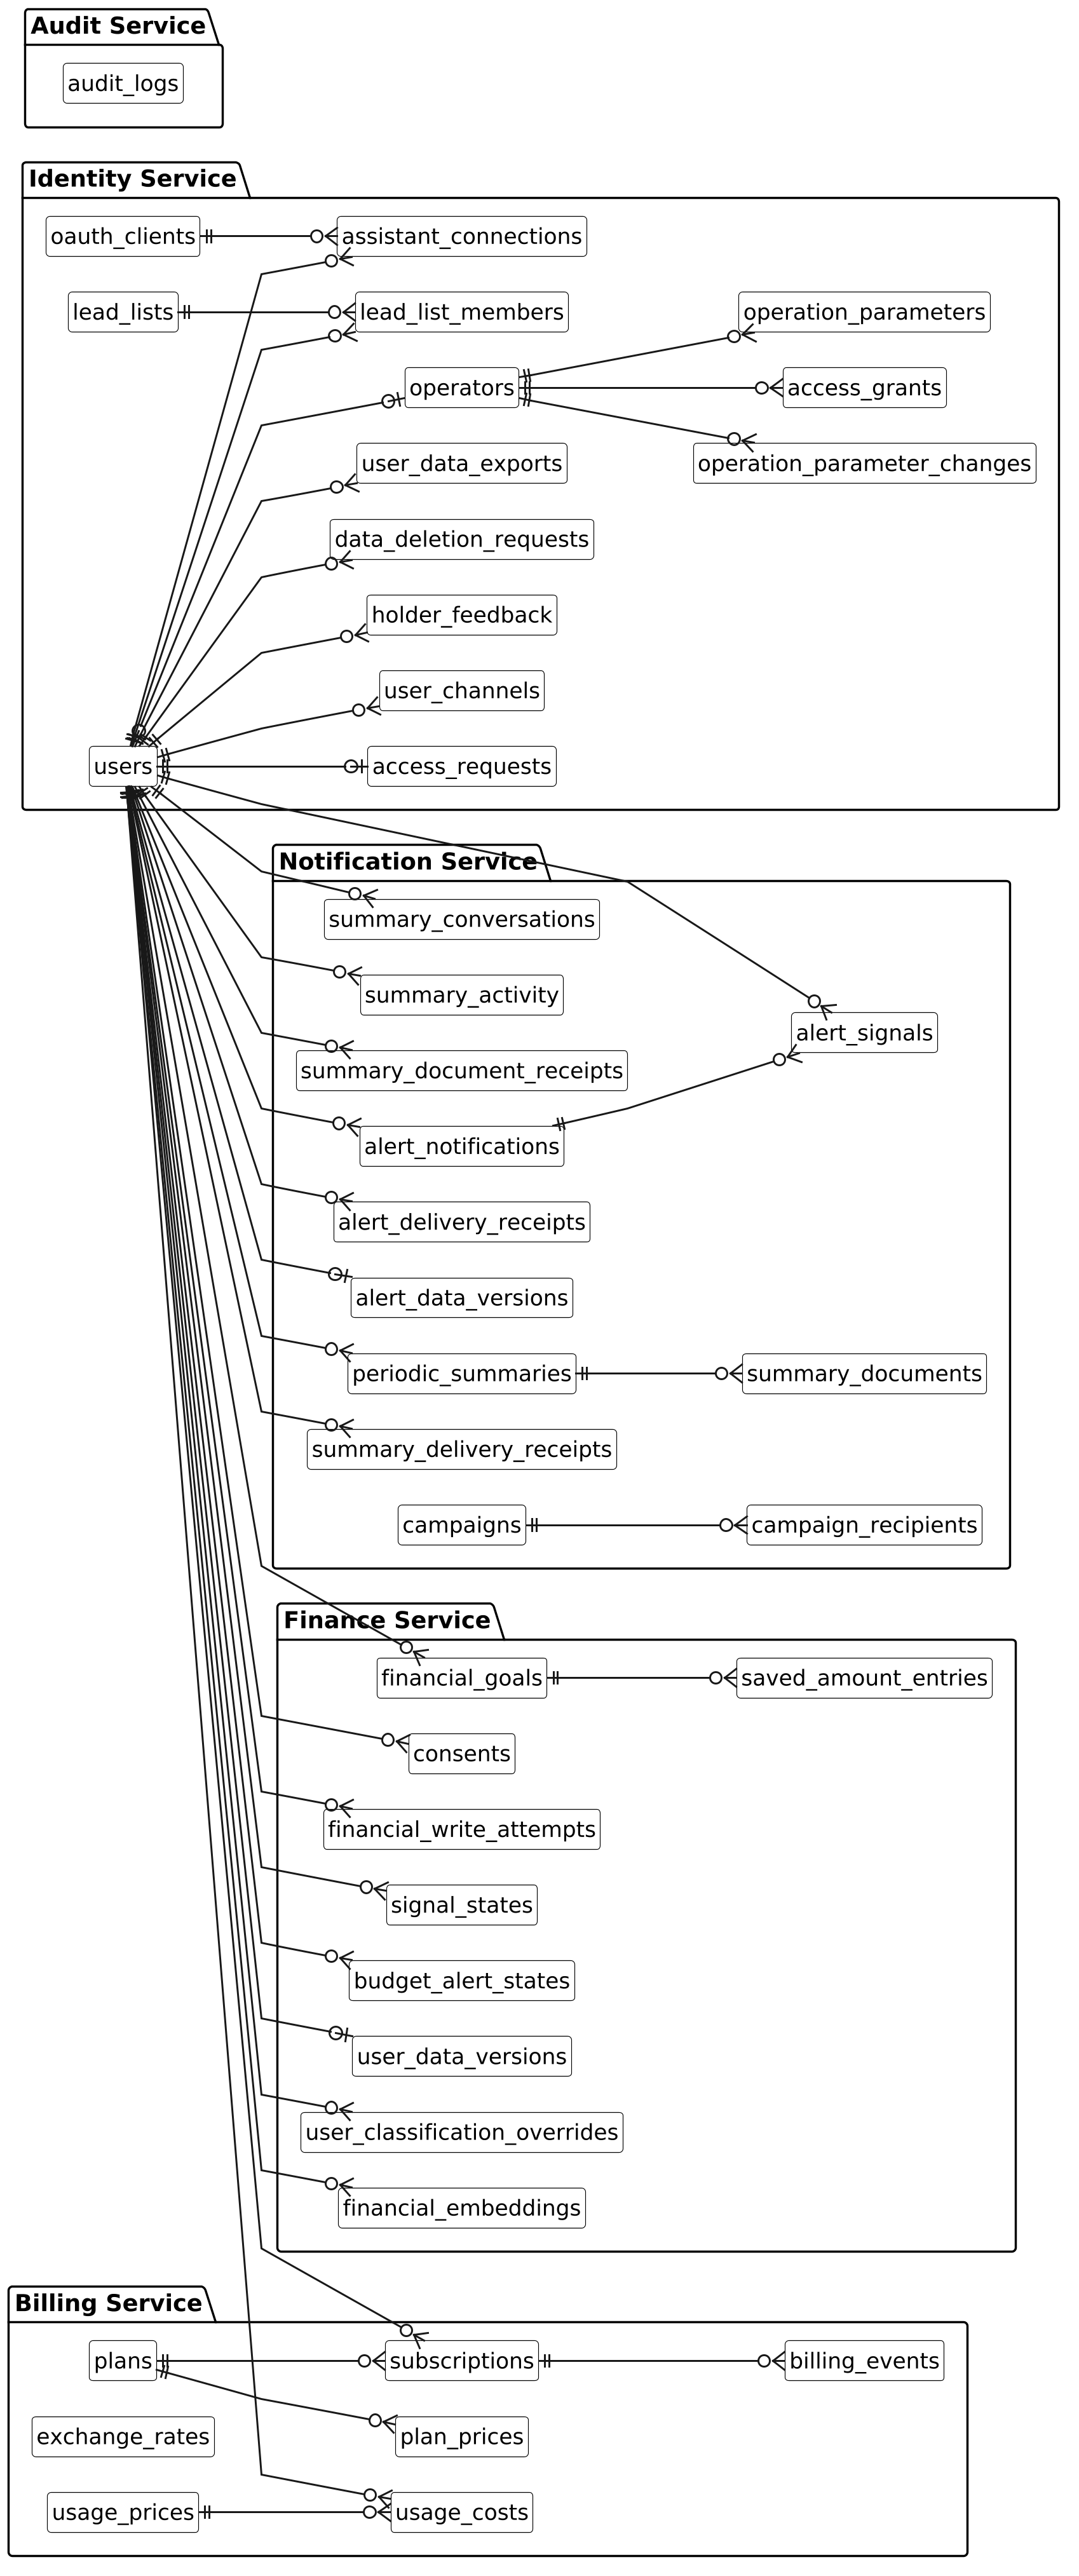 Audit Service
audit_logs
Identity Service
oauth_clients
assistant_connections
lead_lists
lead_list_members
operation_parameters
operators
access_grants
user_data_exports
operation_parameter_changes
data_deletion_requests
holder_feedback
user_channels
users
access_requests
Notification Service
summary_conversations
summary_activity
alert_signals
summary_document_receipts
alert_notifications
alert_delivery_receipts
alert_data_versions
periodic_summaries
summary_documents
summary_delivery_receipts
campaigns
campaign_recipients
Finance Service
financial_goals
saved_amount_entries
consents
financial_write_attempts
signal_states
budget_alert_states
user_data_versions
user_classification_overrides
financial_embeddings
Billing Service
plans
subscriptions
billing_events
exchange_rates
plan_prices
usage_prices
usage_costs